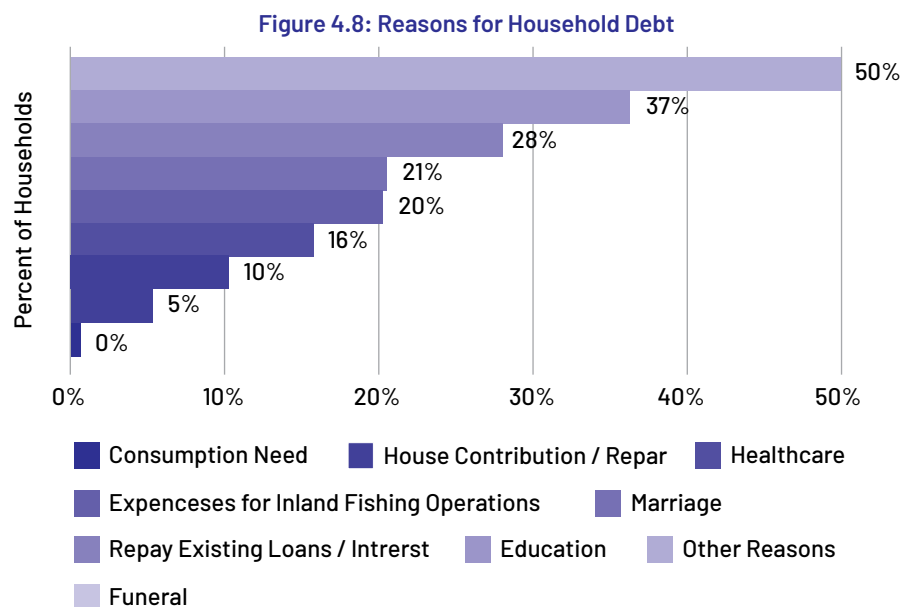 Figure 4.8: Reasons for Household Debt
Percent of Households
50%
37%
28%
21%
20%
16%
10%
5%
0%
0% 10% 20% 30% 40% 50%
Consumption Need House Contribution / Repar Healthcare
Expenceses for Inland Fishing Operations Marriage
Repay Existing Loans / Intrerst Education Other Reasons
Funeral